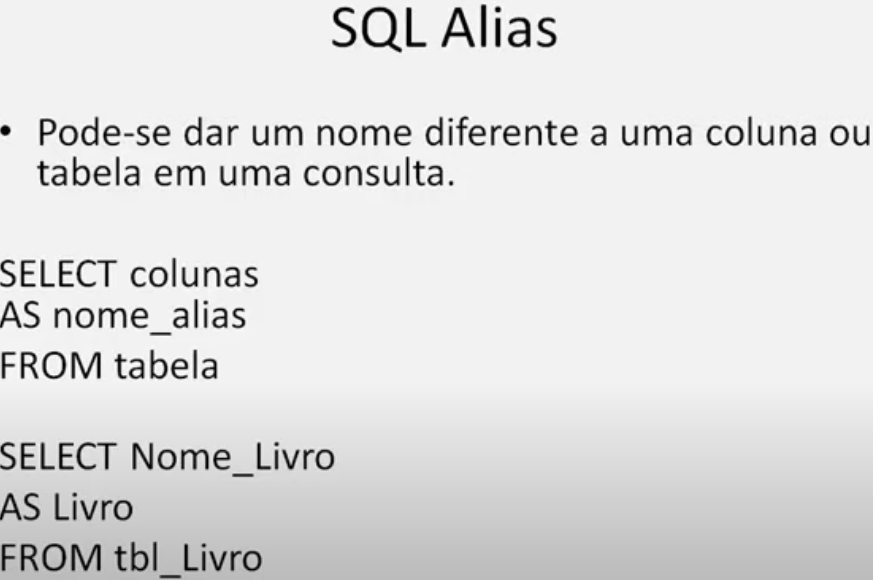 SQL Alias
• Pode-se dar um nome diferente a uma coluna ou
tabela em uma consulta.
SELECT colunas
AS nome_alias
FROM tabela
SELECT Nome_Livro
AS Livro
FROM tbl_Livro